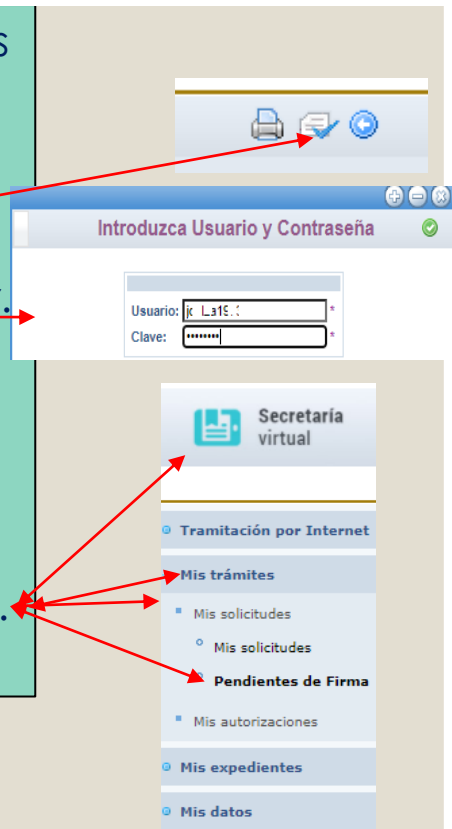 s
Introduzca Usuario y Contraseña
.
Usuario: *
Clave: •••••••• *
Secretaría
virtual
Tramitación por Internet
Mis trámites
Mis solicitudes
Mis solicitudes
.
Pendientes de Firma
Mis autorizaciones
Mis expedientes
Mis datos